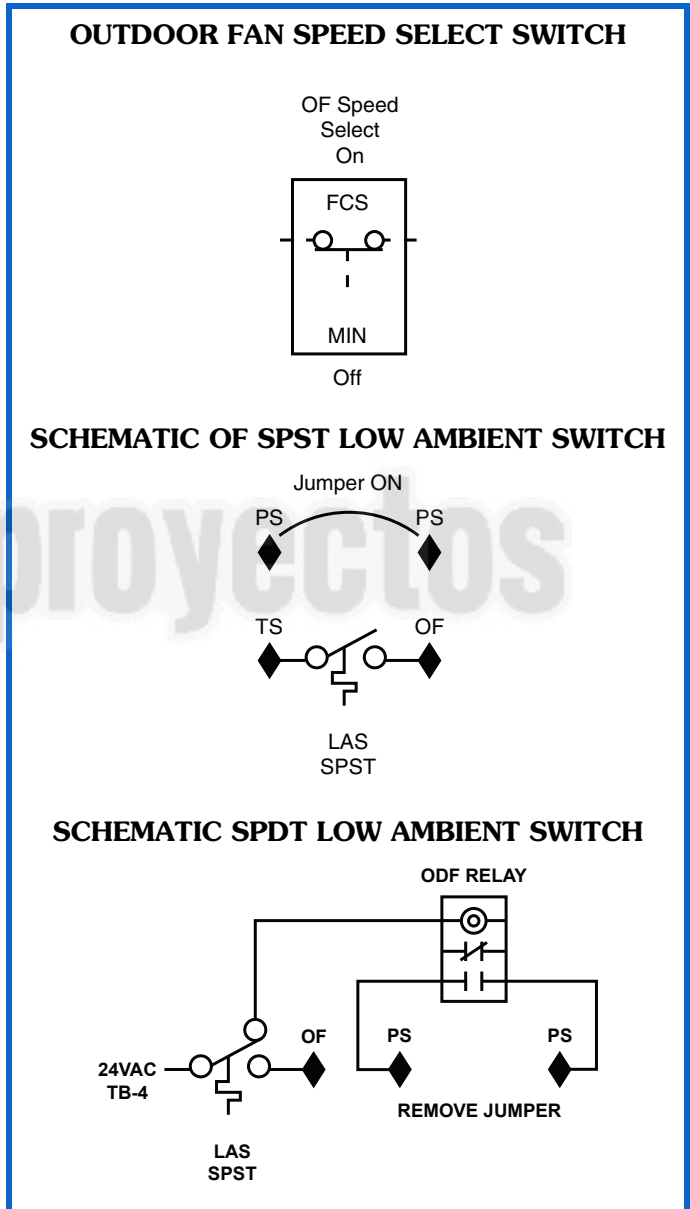 OUTDOOR FAN SPEED SELECT SWITCH
OF Speed
Select
On
FCS
MIN
Off
SCHEMATIC OF SPST LOW AMBIENT SWITCH
Jumper ON
PS PS
TS OF
LAS
SPST
proyectos
SCHEMATIC SPDT LOW AMBIENT SWITCH
ODF RELAY
OF PS PS
24VAC
TB-4
REMOVE JUMPER
LAS
SPST